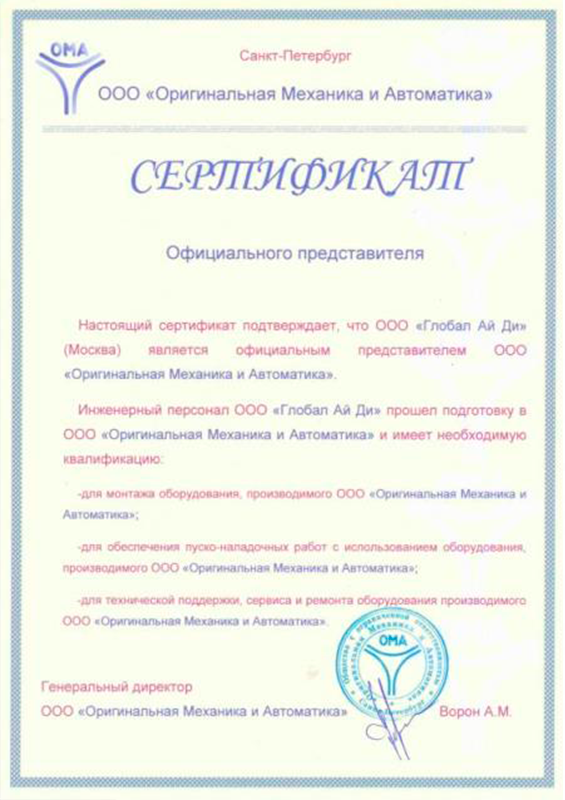 ОМА
Санкт-Петербург
ООО «Оригинальная Механика и Автоматика»
СЕРТИФИКАТ
Официального представителя
Настоящий сертификат подтверждает, что ООО «Глобал Ай Ди»
(Москва) является официальным представителем ООО
«Оригинальная Механика и Автоматика».
Инженерный персонал ООО «Глобал Ай Ди» прошел подготовку в
ООО «Оригинальная Механика и Автоматика» и имеет необходимую
квалификацию:
-для монтажа оборудования, производимого ООО «Оригинальная Механика и
Автоматика»;
-для обеспечения пуско-наладочных работ с использованием оборудования,
производимого ООО «Оригинальная Механика и Автоматика»;
-для технической поддержки, сервиса и ремонта оборудования производимого
ООО «Оригинальная Механика и Автоматика».
Общество с ограниченной ответственностью
Оригинальная Механика и Автоматика
ОМА
Санкт-Петербург
Генеральный директор
ООО «Оригинальная Механика и Автоматика»
Ворон А.М.